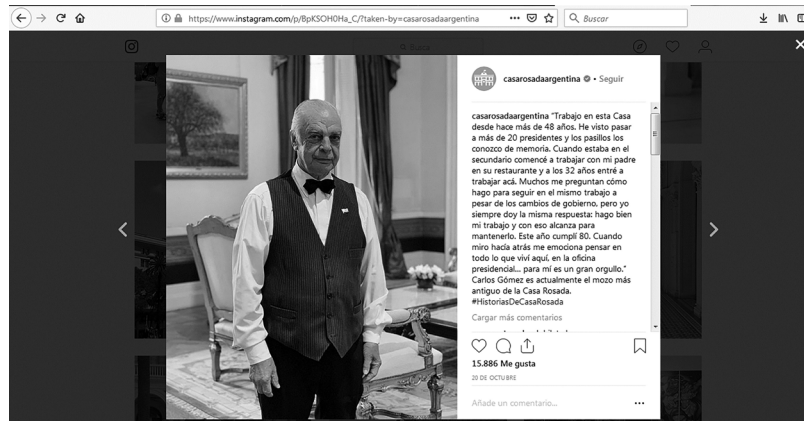 https://www.instagram.com/p/BpKSOH0Ha_C/?taken-by=casarosadaargentina
Buscar
casarosadaargentina • Seguir
casarosadaargentina "Trabajo en esta Casa
desde hace más de 48 años. He visto pasar
a más de 20 presidentes y los pasillos los
conozco de memoria. Cuando estaba en el
secundario comencé a trabajar con mi padre
en su restaurante y a los 32 años entré a
trabajar acá. Muchos me preguntan cómo
hago para seguir en el mismo trabajo a
pesar de los cambios de gobierno, pero yo
siempre doy la misma respuesta: hago bien
mi trabajo y con eso alcanza para
mantenerlo. Este año cumplí 80. Cuando
miro hacía atrás me emociona pensar en
todo lo que viví aquí, en la oficina
presidencial... para mí es un gran orgullo."
Carlos Gómez es actualmente el mozo más
antiguo de la Casa Rosada.
#HistoriasDeCasaRosada
Cargar más comentarios
15.886 Me gusta
20 DE OCTUBRE
Añade un comentario...